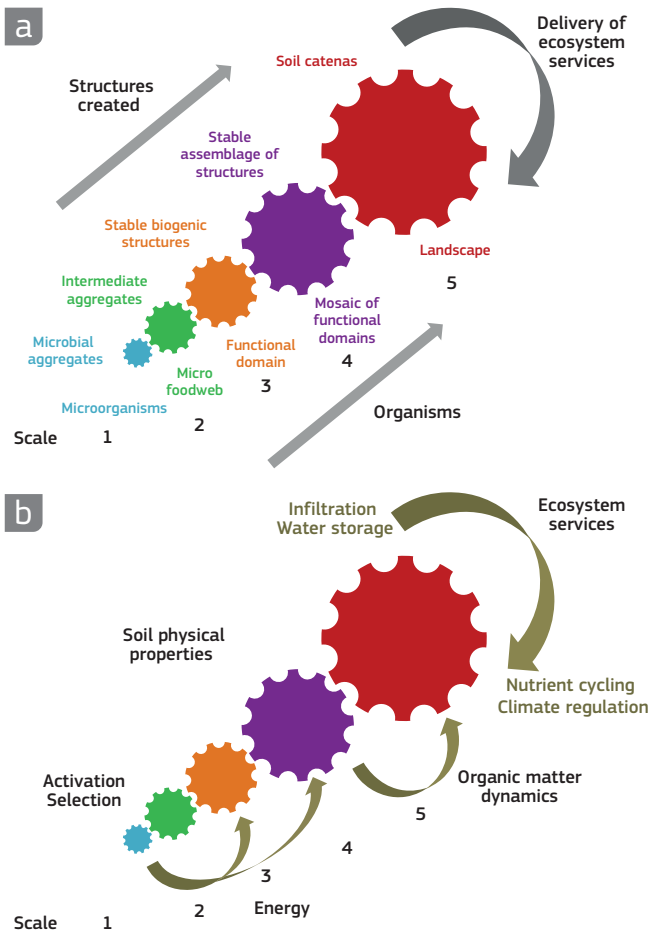 a
Delivery of
ecosystem
services
Soil catenas
Structures
created
Stable
assemblage of
structures
Stable biogenic
structures
Landscape
5
Intermediate
aggregates
Mosaic of
functional
domains
4
Microbial
aggregates
Functional
domain
3
Micro
foodweb
2
Microorganisms
Organisms
Scale
1
b
Infiltration
Water storage
Ecosystem
services
Soil physical
properties
Nutrient cycling
Climate regulation
Activation
Selection
Organic matter
dynamics
5
4
3
2
Energy
Scale
1